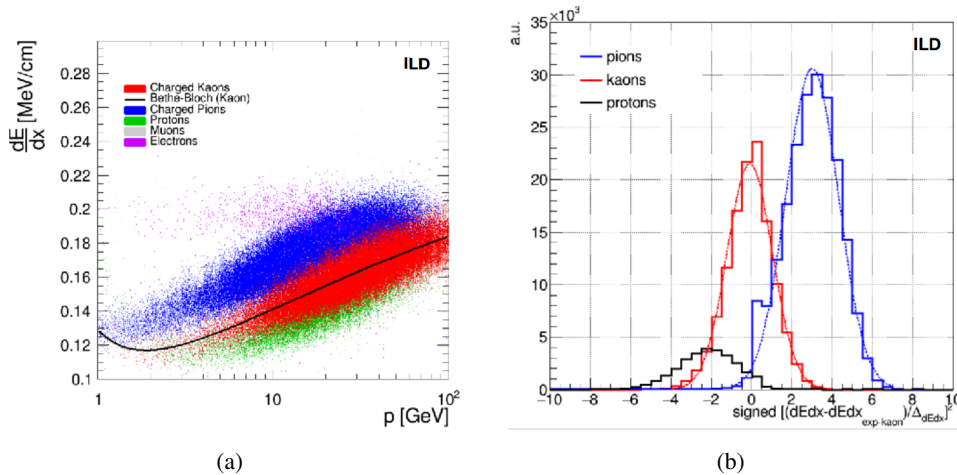 (a)
ILD
dE/dx [MeV/cm]
0.28
0.26
0.24
0.22
0.2
0.18
0.16
0.14
0.12
0.1
Charged Kaons
Bethe-Bloch (Kaon)
Charged Pions
Protons
Muons
Electrons
1
10
10²
p [GeV]
(b)
×10³
ILD
a.u.
35
30
25
20
15
10
5
0
pions
kaons
protons
−10 −8 −6 −4 −2 0 2 4 6 8 10
signed [(dEdx-dEdx_exp-kaon)/Δ_dEdx]²
(a)
(b)